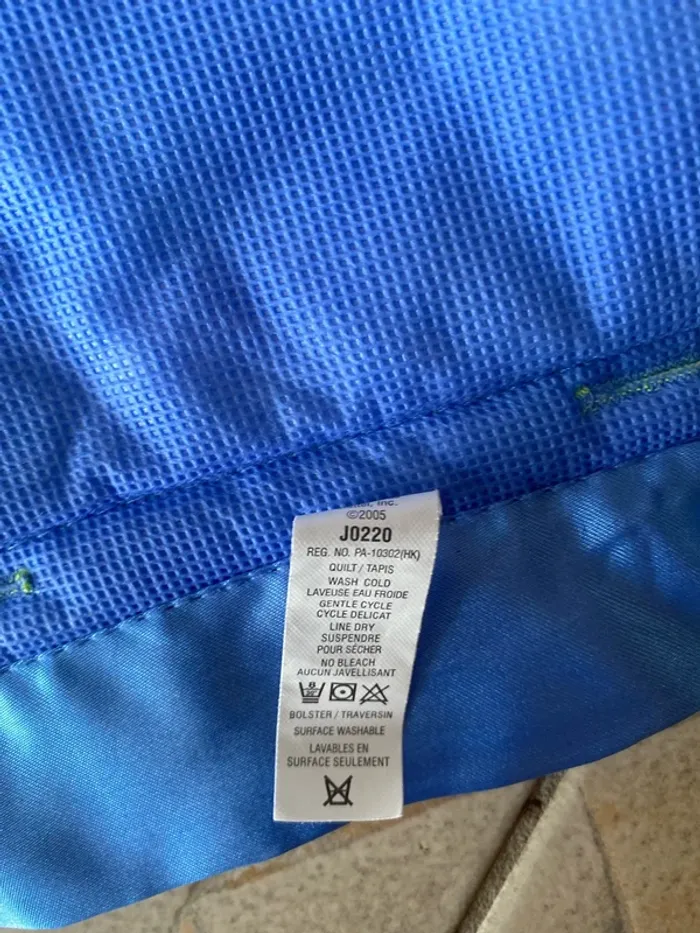 Inc.
©2005
J0220
REG. NO. PA-10302(HK)
QUILT / TAPIS
WASH COLD
LAVEUSE EAU FROIDE
GENTLE CYCLE
CYCLE DELICAT
LINE DRY
SUSPENDRE
POUR SÉCHER
NO BLEACH
AUCUN JAVELLISANT
BOLSTER / TRAVERSIN
SURFACE WASHABLE
LAVABLES EN
SURFACE SEULEMENT